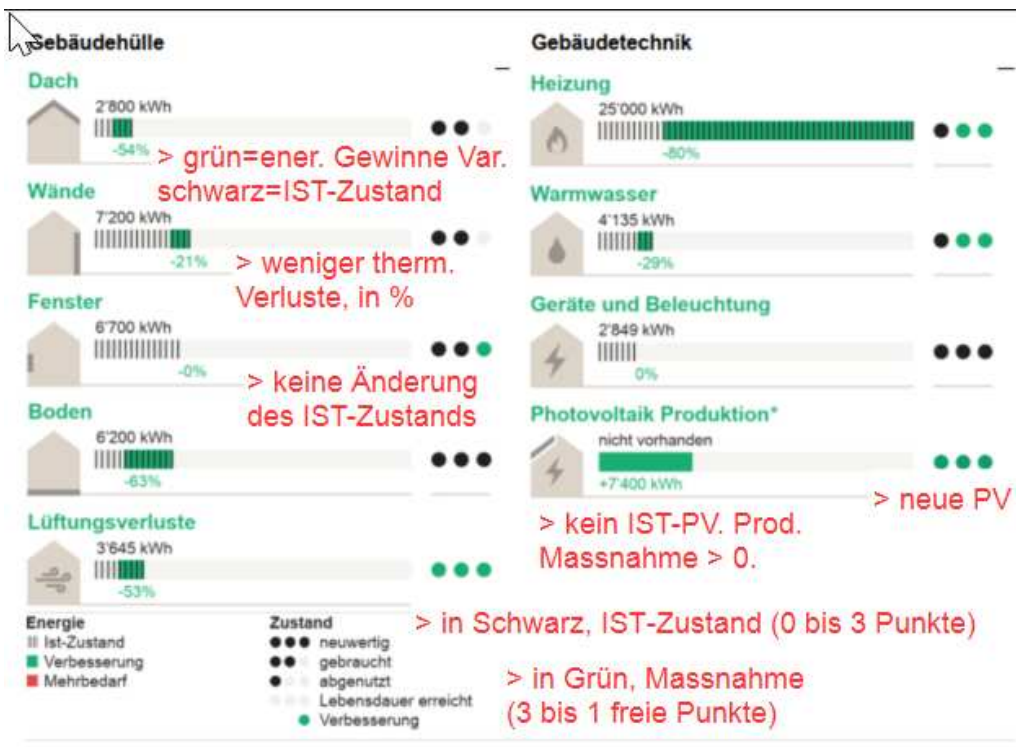 Gebäudehülle
Dach
2'800 kWh
-54%
> grün=ener. Gewinne Var.
schwarz=IST-Zustand
Wände
7'200 kWh
-21%
> weniger therm.
Verluste, in %
Fenster
6'700 kWh
-0%
> keine Änderung
des IST-Zustands
Boden
6'200 kWh
-63%
Lüftungsverluste
3'645 kWh
-53%
Gebäudetechnik
Heizung
25'000 kWh
-80%
Warmwasser
4'135 kWh
-29%
Geräte und Beleuchtung
2'849 kWh
0%
Photovoltaik Produktion*
nicht vorhanden
+7'400 kWh
> neue PV
> kein IST-PV. Prod.
Massnahme > 0.
Energie
Ist-Zustand
Verbesserung
Mehrbedarf
Zustand
neuwertig
gebraucht
abgenutzt
Lebensdauer erreicht
Verbesserung
> in Schwarz, IST-Zustand (0 bis 3 Punkte)
> in Grün, Massnahme
(3 bis 1 freie Punkte)